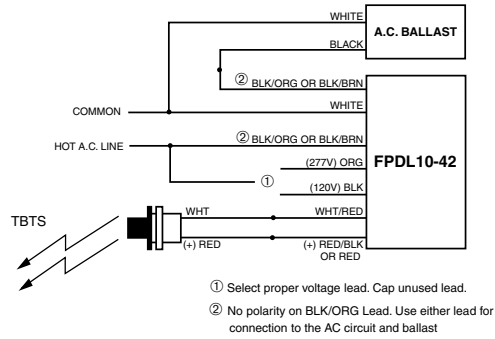 WHITE
A.C. BALLAST
BLACK
② BLK/ORG OR BLK/BRN
COMMON
WHITE
HOT A.C. LINE
② BLK/ORG OR BLK/BRN
(277V) ORG
FPDL10-42
①
(120V) BLK
TBTS
WHT
WHT/RED
(+) RED
(+) RED/BLK
OR RED
① Select proper voltage lead. Cap unused lead.
② No polarity on BLK/ORG Lead. Use either lead for
connection to the AC circuit and ballast